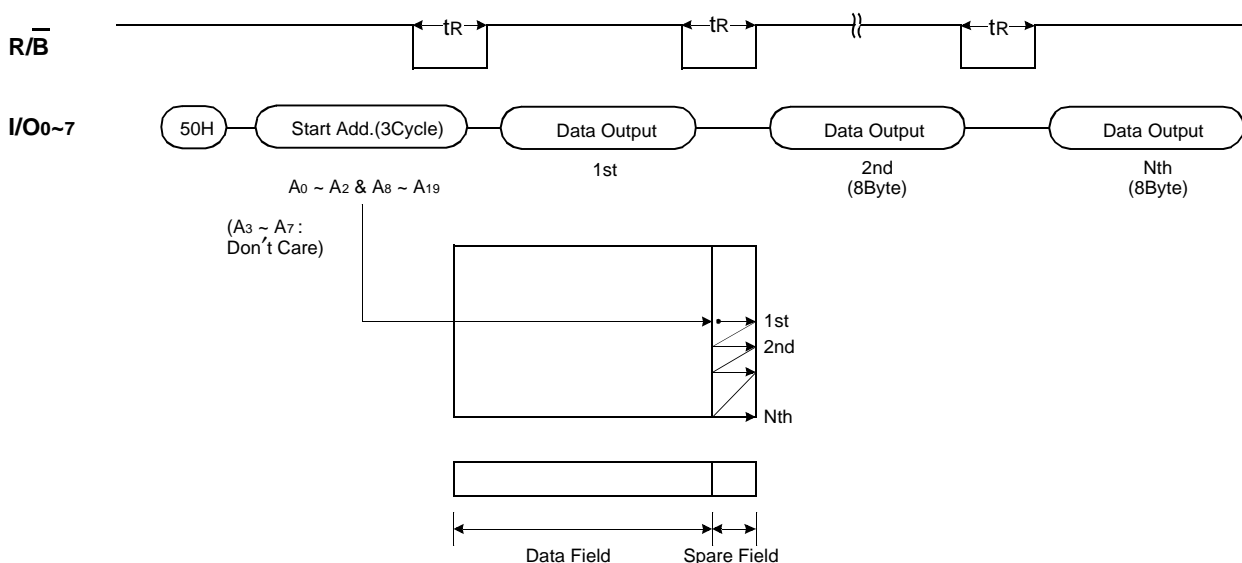 tR tR tR
R/B̅
I/O0~7
50H Start Add.(3Cycle) Data Output Data Output Data Output
1st 2nd Nth
(8Byte) (8Byte)
A0 ~ A2 & A8 ~ A19
(A3 ~ A7 :
Don't Care)
1st
2nd
Nth
Data Field Spare Field